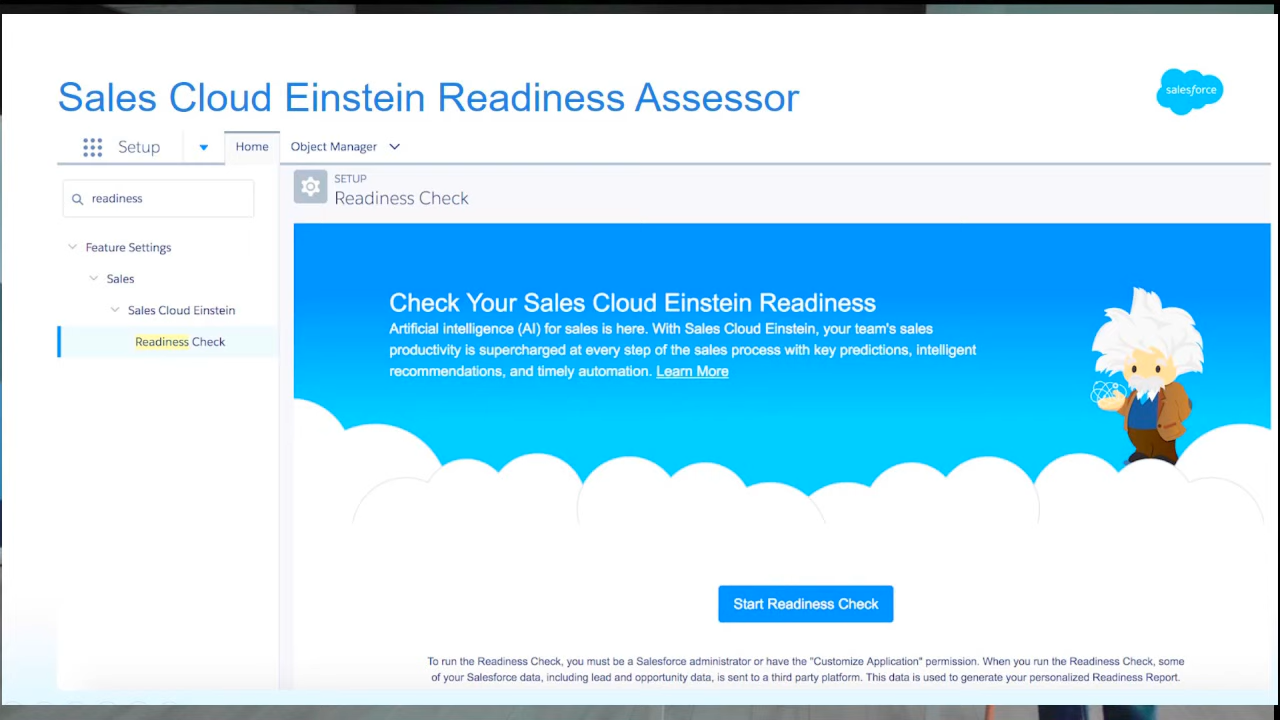 Sales Cloud Einstein Readiness Assessor
salesforce
Setup
Home
Object Manager
readiness
SETUP
Readiness Check
Feature Settings
Sales
Sales Cloud Einstein
Readiness Check
Check Your Sales Cloud Einstein Readiness
Artificial intelligence (AI) for sales is here. With Sales Cloud Einstein, your team's sales
productivity is supercharged at every step of the sales process with key predictions, intelligent
recommendations, and timely automation. Learn More
Start Readiness Check
To run the Readiness Check, you must be a Salesforce administrator or have the "Customize Application" permission. When you run the Readiness Check, some
of your Salesforce data, including lead and opportunity data, is sent to a third party platform. This data is used to generate your personalized Readiness Report.